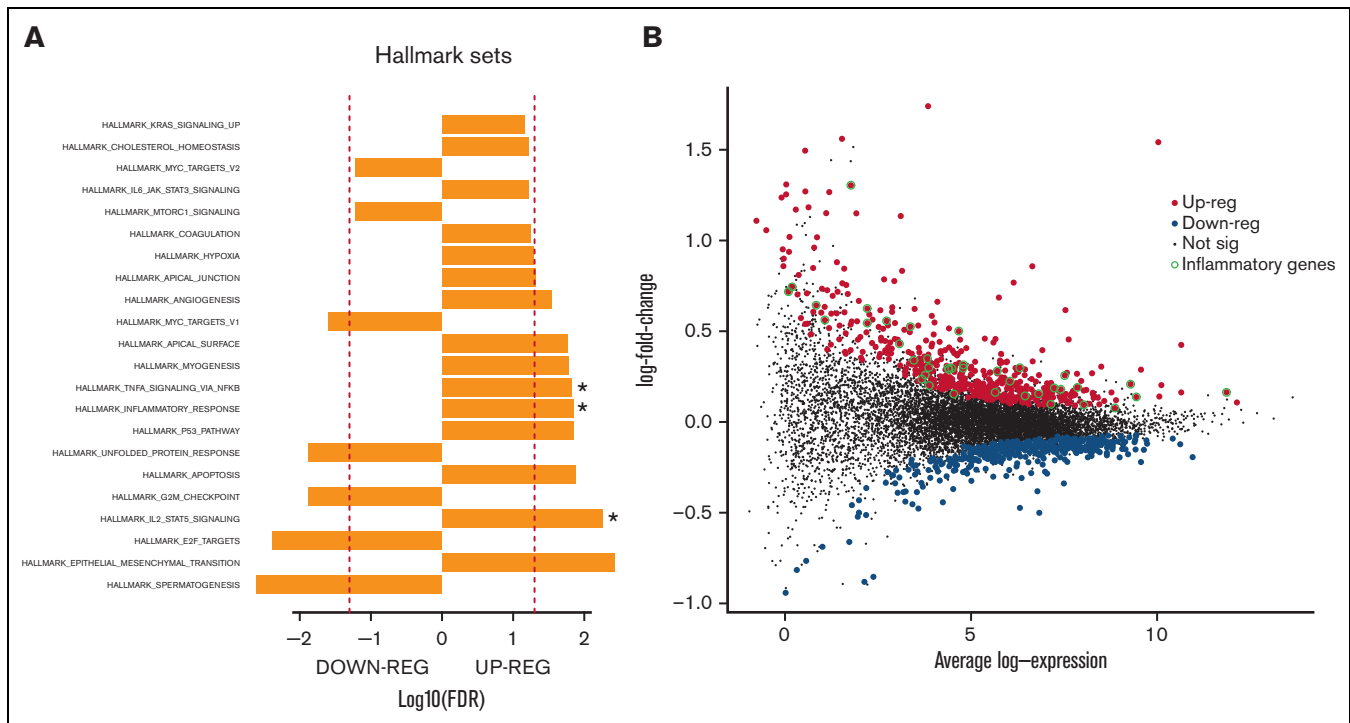 A
Hallmark sets
HALLMARK_KRAS_SIGNALING_UP
HALLMARK_CHOLESTEROL_HOMEOSTASIS
HALLMARK_MYC_TARGETS_V2
HALLMARK_IL6_JAK_STAT3_SIGNALING
HALLMARK_MTORC1_SIGNALING
HALLMARK_COAGULATION
HALLMARK_HYPOXIA
HALLMARK_APICAL_JUNCTION
HALLMARK_ANGIOGENESIS
HALLMARK_MYC_TARGETS_V1
HALLMARK_APICAL_SURFACE
HALLMARK_MYOGENESIS
HALLMARK_TNFA_SIGNALING_VIA_NFKB *
HALLMARK_INFLAMMATORY_RESPONSE *
HALLMARK_P53_PATHWAY
HALLMARK_UNFOLDED_PROTEIN_RESPONSE
HALLMARK_APOPTOSIS
HALLMARK_G2M_CHECKPOINT
HALLMARK_IL2_STAT5_SIGNALING *
HALLMARK_E2F_TARGETS
HALLMARK_EPITHELIAL_MESENCHYMAL_TRANSITION
HALLMARK_SPERMATOGENESIS
−2 −1 0 1 2
DOWN-REG UP-REG
Log10(FDR)
B
log-fold-change
1.5
1.0
0.5
0.0
−0.5
−1.0
Up-reg
Down-reg
Not sig
Inflammatory genes
0 5 10
Average log–expression